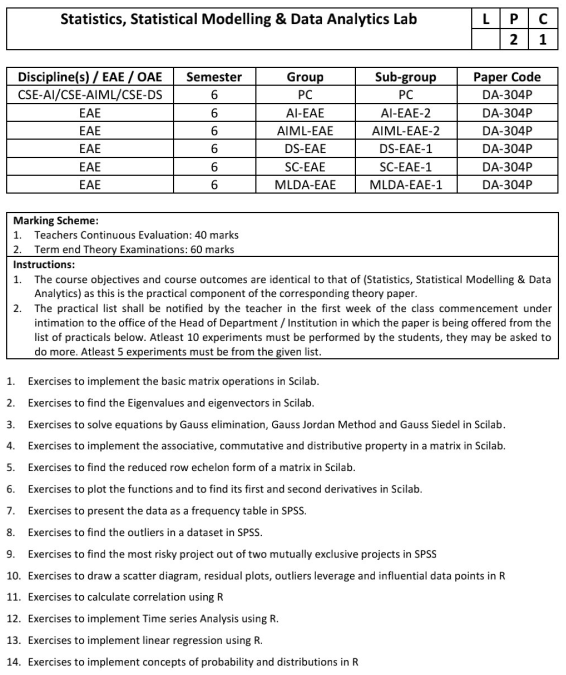 Statistics, Statistical Modelling & Data Analytics Lab L P C
2 1
Discipline(s) / EAE / OAE Semester Group Sub-group Paper Code
CSE-AI/CSE-AIML/CSE-DS 6 PC PC DA-304P
EAE 6 AI-EAE AI-EAE-2 DA-304P
EAE 6 AIML-EAE AIML-EAE-2 DA-304P
EAE 6 DS-EAE DS-EAE-1 DA-304P
EAE 6 SC-EAE SC-EAE-1 DA-304P
EAE 6 MLDA-EAE MLDA-EAE-1 DA-304P
Marking Scheme:
1. Teachers Continuous Evaluation: 40 marks
2. Term end Theory Examinations: 60 marks
Instructions:
1. The course objectives and course outcomes are identical to that of (Statistics, Statistical Modelling & Data
Analytics) as this is the practical component of the corresponding theory paper.
2. The practical list shall be notified by the teacher in the first week of the class commencement under
intimation to the office of the Head of Department / Institution in which the paper is being offered from the
list of practicals below. Atleast 10 experiments must be performed by the students, they may be asked to
do more. Atleast 5 experiments must be from the given list.
1. Exercises to implement the basic matrix operations in Scilab.
2. Exercises to find the Eigenvalues and eigenvectors in Scilab.
3. Exercises to solve equations by Gauss elimination, Gauss Jordan Method and Gauss Siedel in Scilab.
4. Exercises to implement the associative, commutative and distributive property in a matrix in Scilab.
5. Exercises to find the reduced row echelon form of a matrix in Scilab.
6. Exercises to plot the functions and to find its first and second derivatives in Scilab.
7. Exercises to present the data as a frequency table in SPSS.
8. Exercises to find the outliers in a dataset in SPSS.
9. Exercises to find the most risky project out of two mutually exclusive projects in SPSS
10. Exercises to draw a scatter diagram, residual plots, outliers leverage and influential data points in R
11. Exercises to calculate correlation using R
12. Exercises to implement Time series Analysis using R.
13. Exercises to implement linear regression using R.
14. Exercises to implement concepts of probability and distributions in R